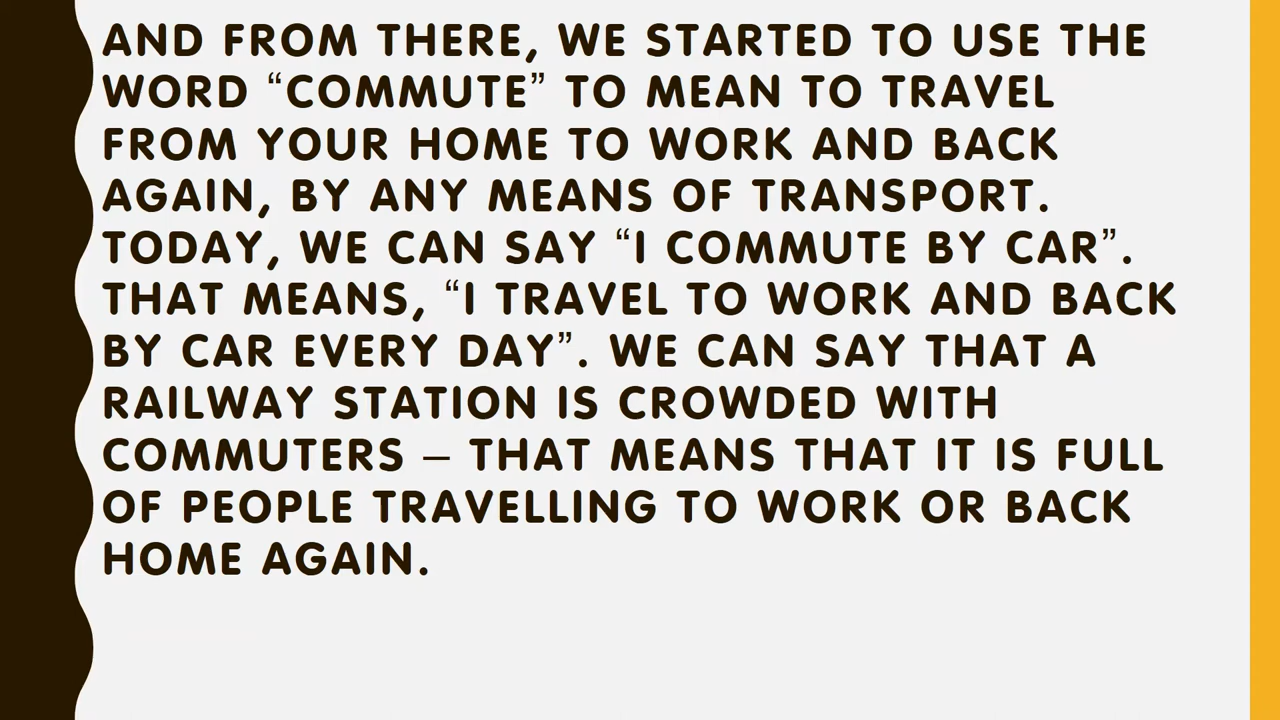 AND FROM THERE, WE STARTED TO USE THE
WORD “COMMUTE” TO MEAN TO TRAVEL
FROM YOUR HOME TO WORK AND BACK
AGAIN, BY ANY MEANS OF TRANSPORT.
TODAY, WE CAN SAY “I COMMUTE BY CAR”.
THAT MEANS, “I TRAVEL TO WORK AND BACK
BY CAR EVERY DAY”. WE CAN SAY THAT A
RAILWAY STATION IS CROWDED WITH
COMMUTERS – THAT MEANS THAT IT IS FULL
OF PEOPLE TRAVELLING TO WORK OR BACK
HOME AGAIN.